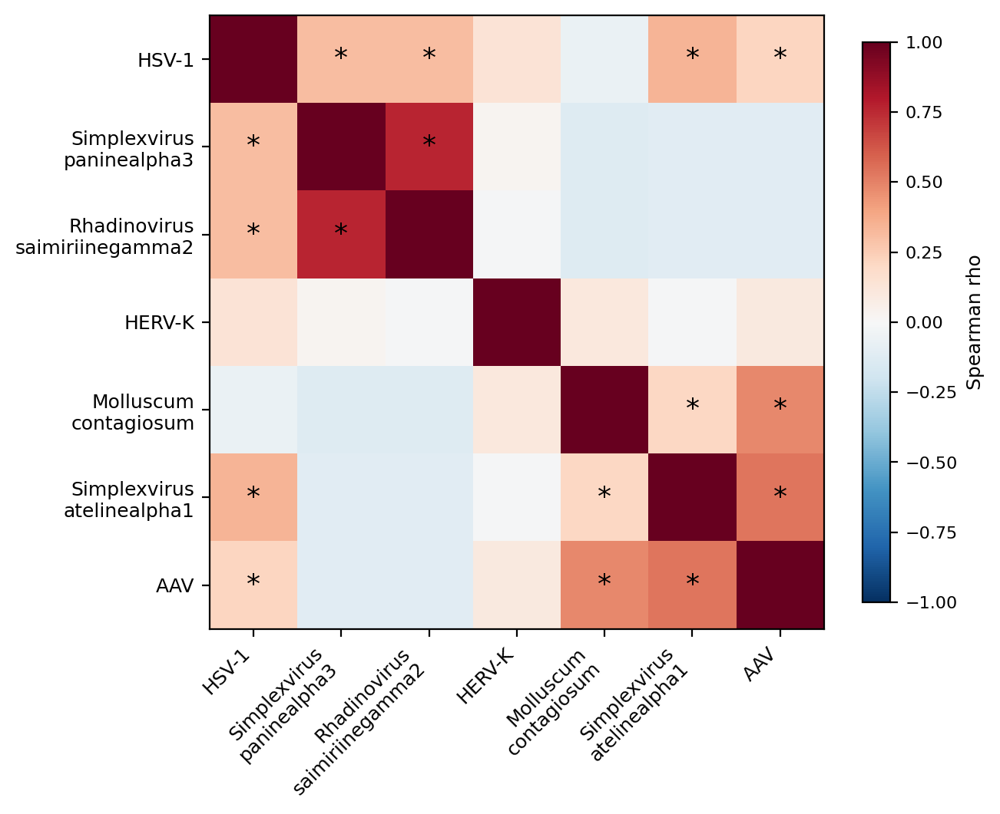 HSV-1
* * * *
Simplexvirus
paninealpha3
* *
Rhadinovirus
saimiriinegamma2
* *
HERV-K
Molluscum
contagiosum
* *
Simplexvirus
atelinealpha1
* * *
AAV
* * *
HSV-1
Simplexvirus
paninealpha3
Rhadinovirus
saimiriinegamma2
HERV-K
Molluscum
contagiosum
Simplexvirus
atelinealpha1
AAV
1.00
0.75
0.50
0.25
0.00
−0.25
−0.50
−0.75
−1.00
Spearman rho